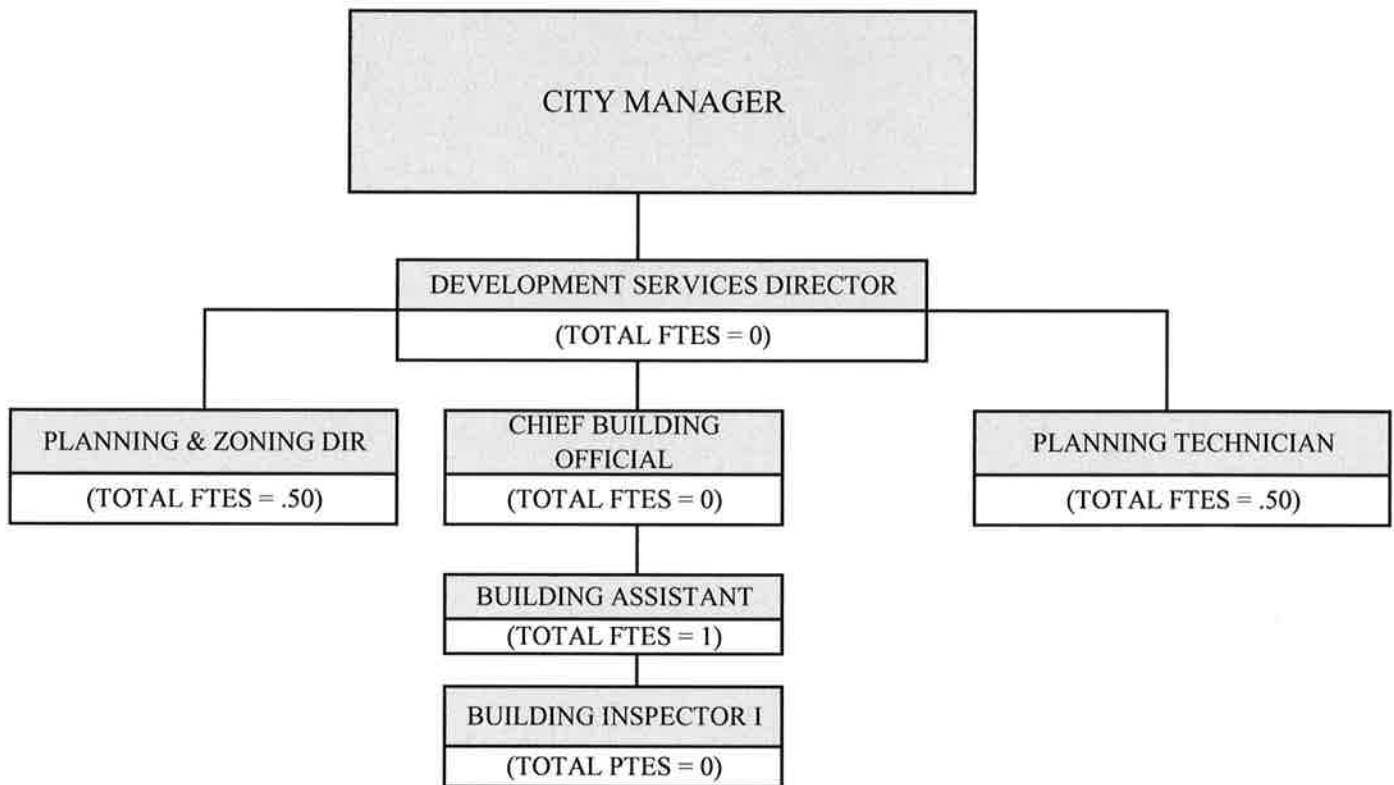 CITY MANAGER
DEVELOPMENT SERVICES DIRECTOR
(TOTAL FTES = 0)
PLANNING & ZONING DIR
(TOTAL FTES = .50)
CHIEF BUILDING
OFFICIAL
(TOTAL FTES = 0)
PLANNING TECHNICIAN
(TOTAL FTES = .50)
BUILDING ASSISTANT
(TOTAL FTES = 1)
BUILDING INSPECTOR I
(TOTAL PTES = 0)